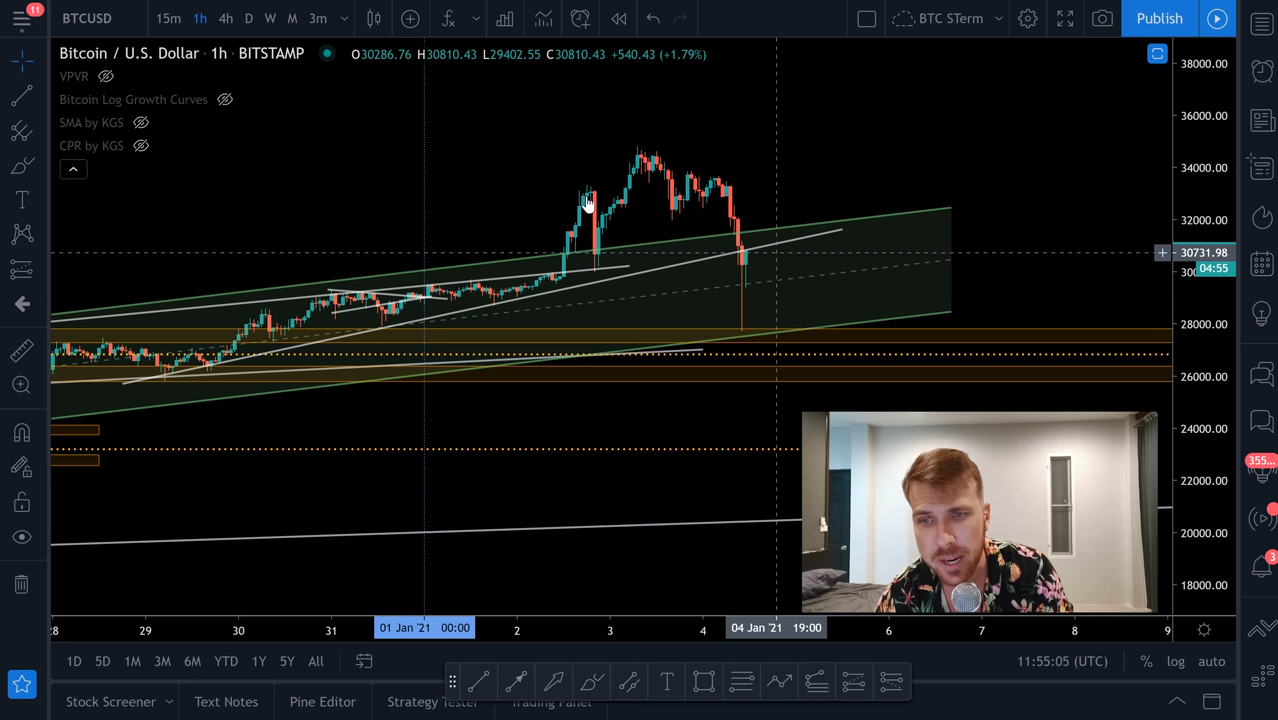 11
BTCUSD 15m 1h 4h D W M 3m BTC STerm Publish
Bitcoin / U.S. Dollar · 1h · BITSTAMP O30286.76 H30810.43 L29402.55 C30810.43 +540.43 (+1.79%)
VPVR
Bitcoin Log Growth Curves
SMA by KGS
CPR by KGS
38000.00
36000.00
34000.00
32000.00
30731.98
04:55
28000.00
26000.00
24000.00
22000.00
20000.00
18000.00
355...
3
28 29 30 31 01 Jan '21 00:00 2 3 4 04 Jan '21 19:00 6 7 8 9
1D 5D 1M 3M 6M YTD 1Y 5Y All 11:55:05 (UTC) % log auto
Stock Screener Text Notes Pine Editor Strategy Tester Trading Panel